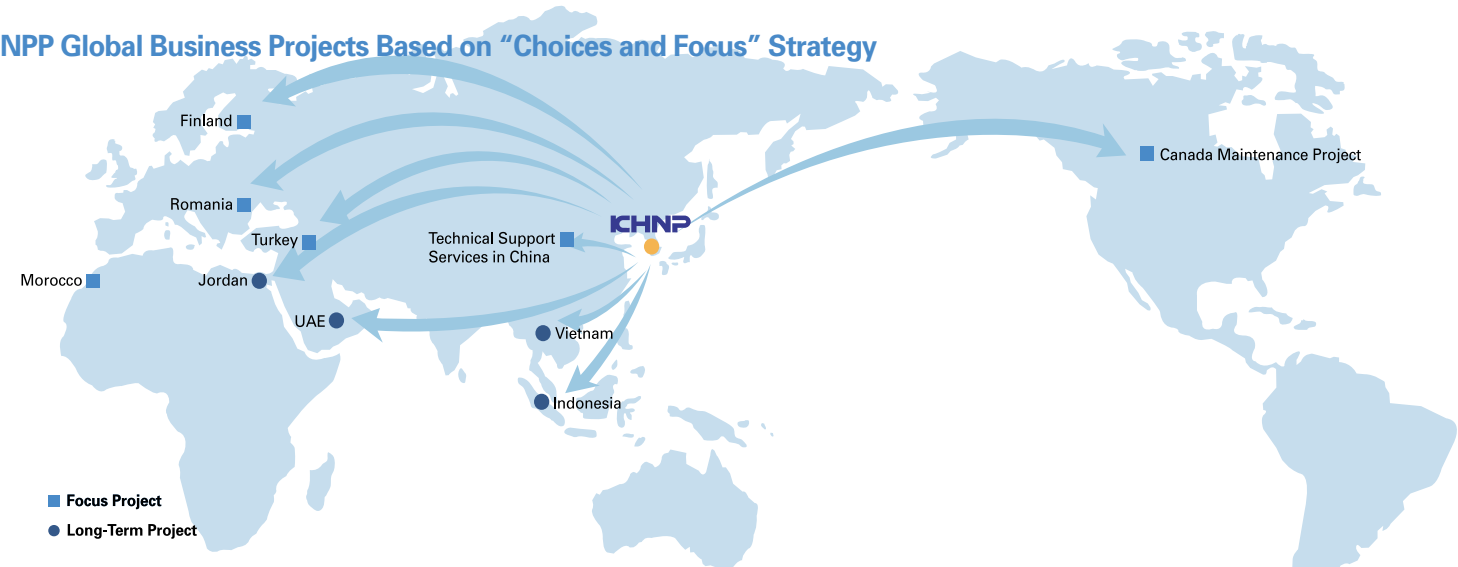 NPP Global Business Projects Based on “Choices and Focus” Strategy
Finland
Canada Maintenance Project
Romania
KHNP
Turkey
Technical Support
Services in China
Morocco
Jordan
UAE
Vietnam
Indonesia
Focus Project
Long-Term Project